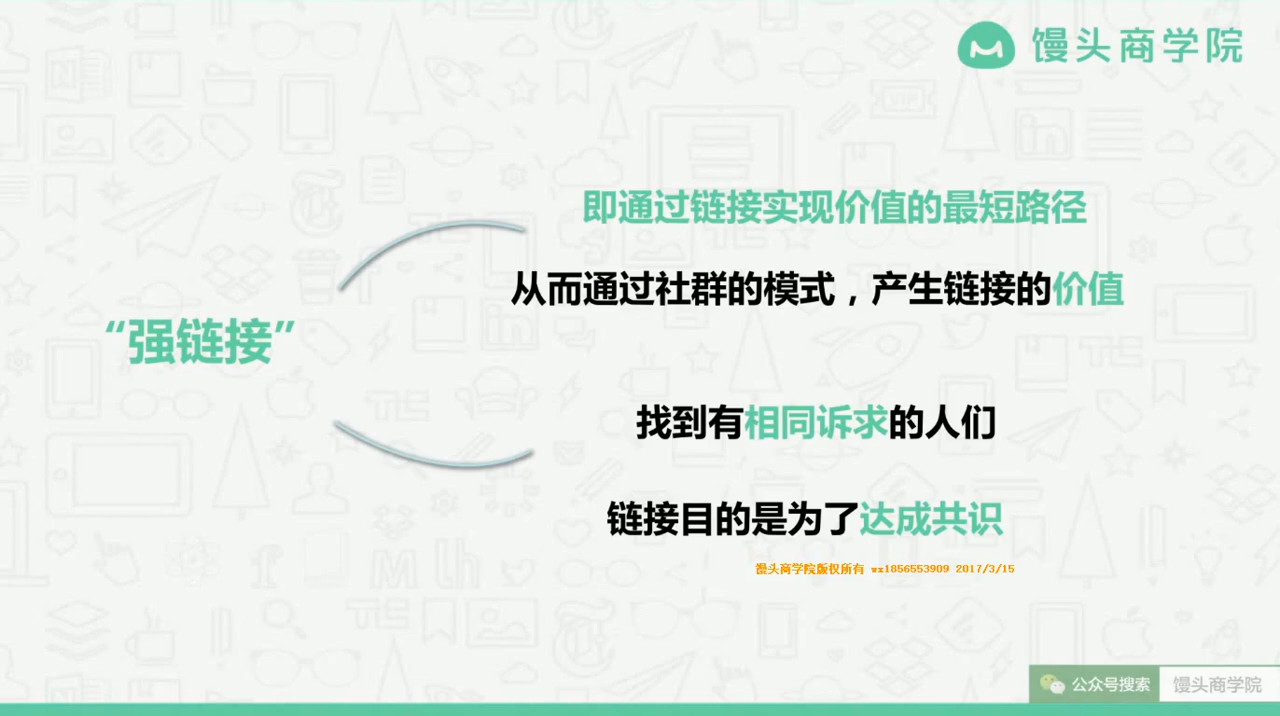 馒头商学院
即通过链接实现价值的最短路径
从而通过社群的模式，产生链接的价值
“强链接”
找到有相同诉求的人们
链接目的是为了达成共识
馒头商学院版权所有 wx1856553909 2017/3/15
公众号搜索 馒头商学院